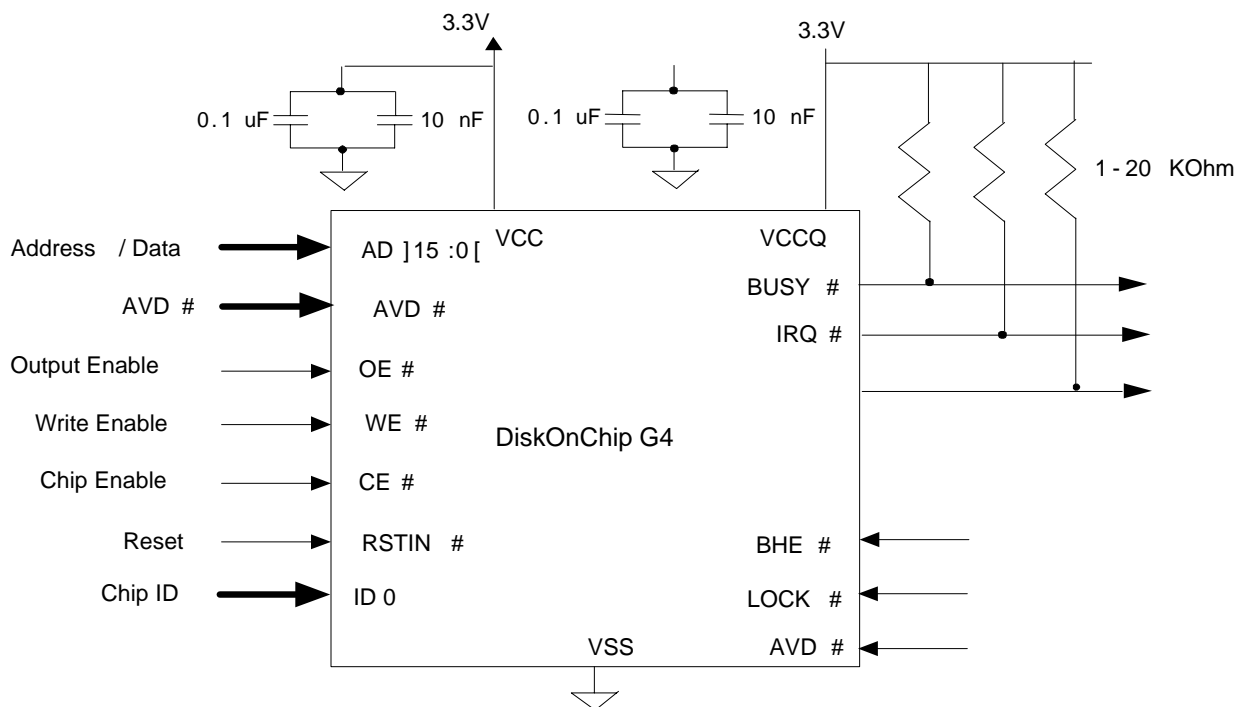 3.3V
3.3V
0.1 uF
10 nF
0.1 uF
10 nF
1 - 20 KOhm
VCC
VCCQ
Address / Data
AD ]15 :0 [
BUSY #
AVD #
AVD #
IRQ #
Output Enable
OE #
Write Enable
WE #
DiskOnChip G4
Chip Enable
CE #
Reset
RSTIN #
BHE #
Chip ID
ID 0
LOCK #
VSS
AVD #